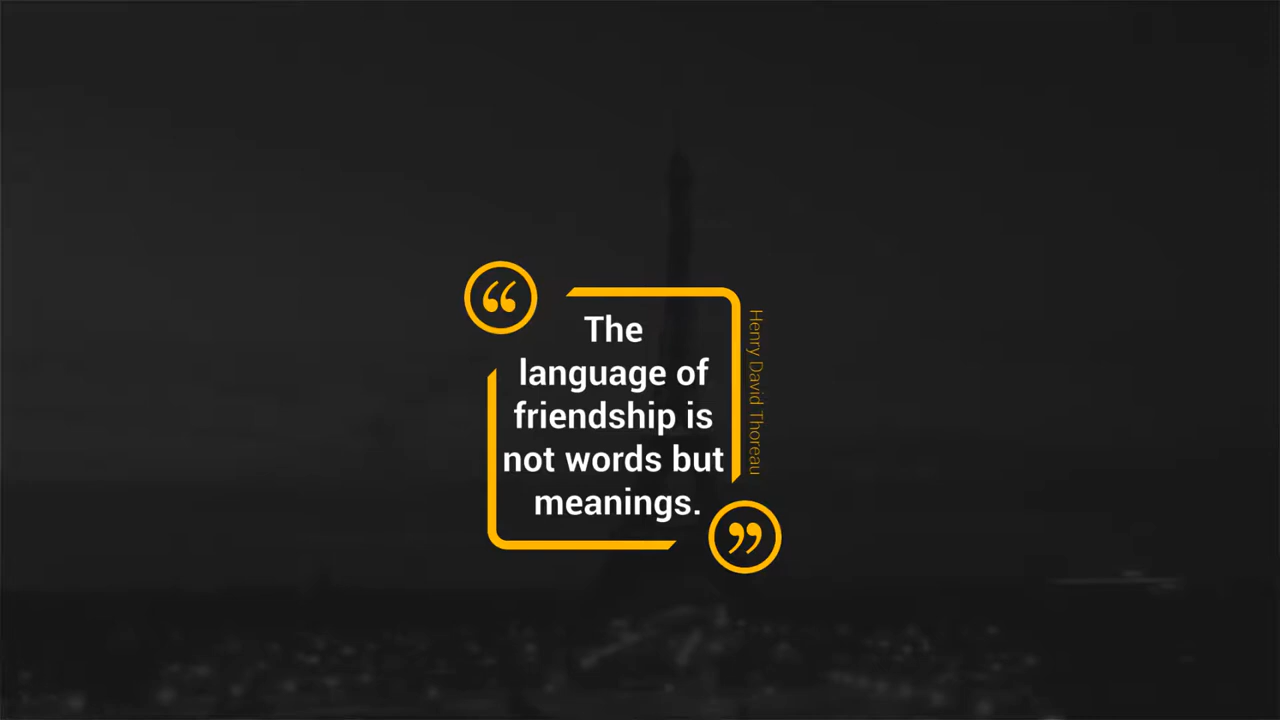 “
The
language of
friendship is
not words but
meanings.
”
Henry David Thoreau